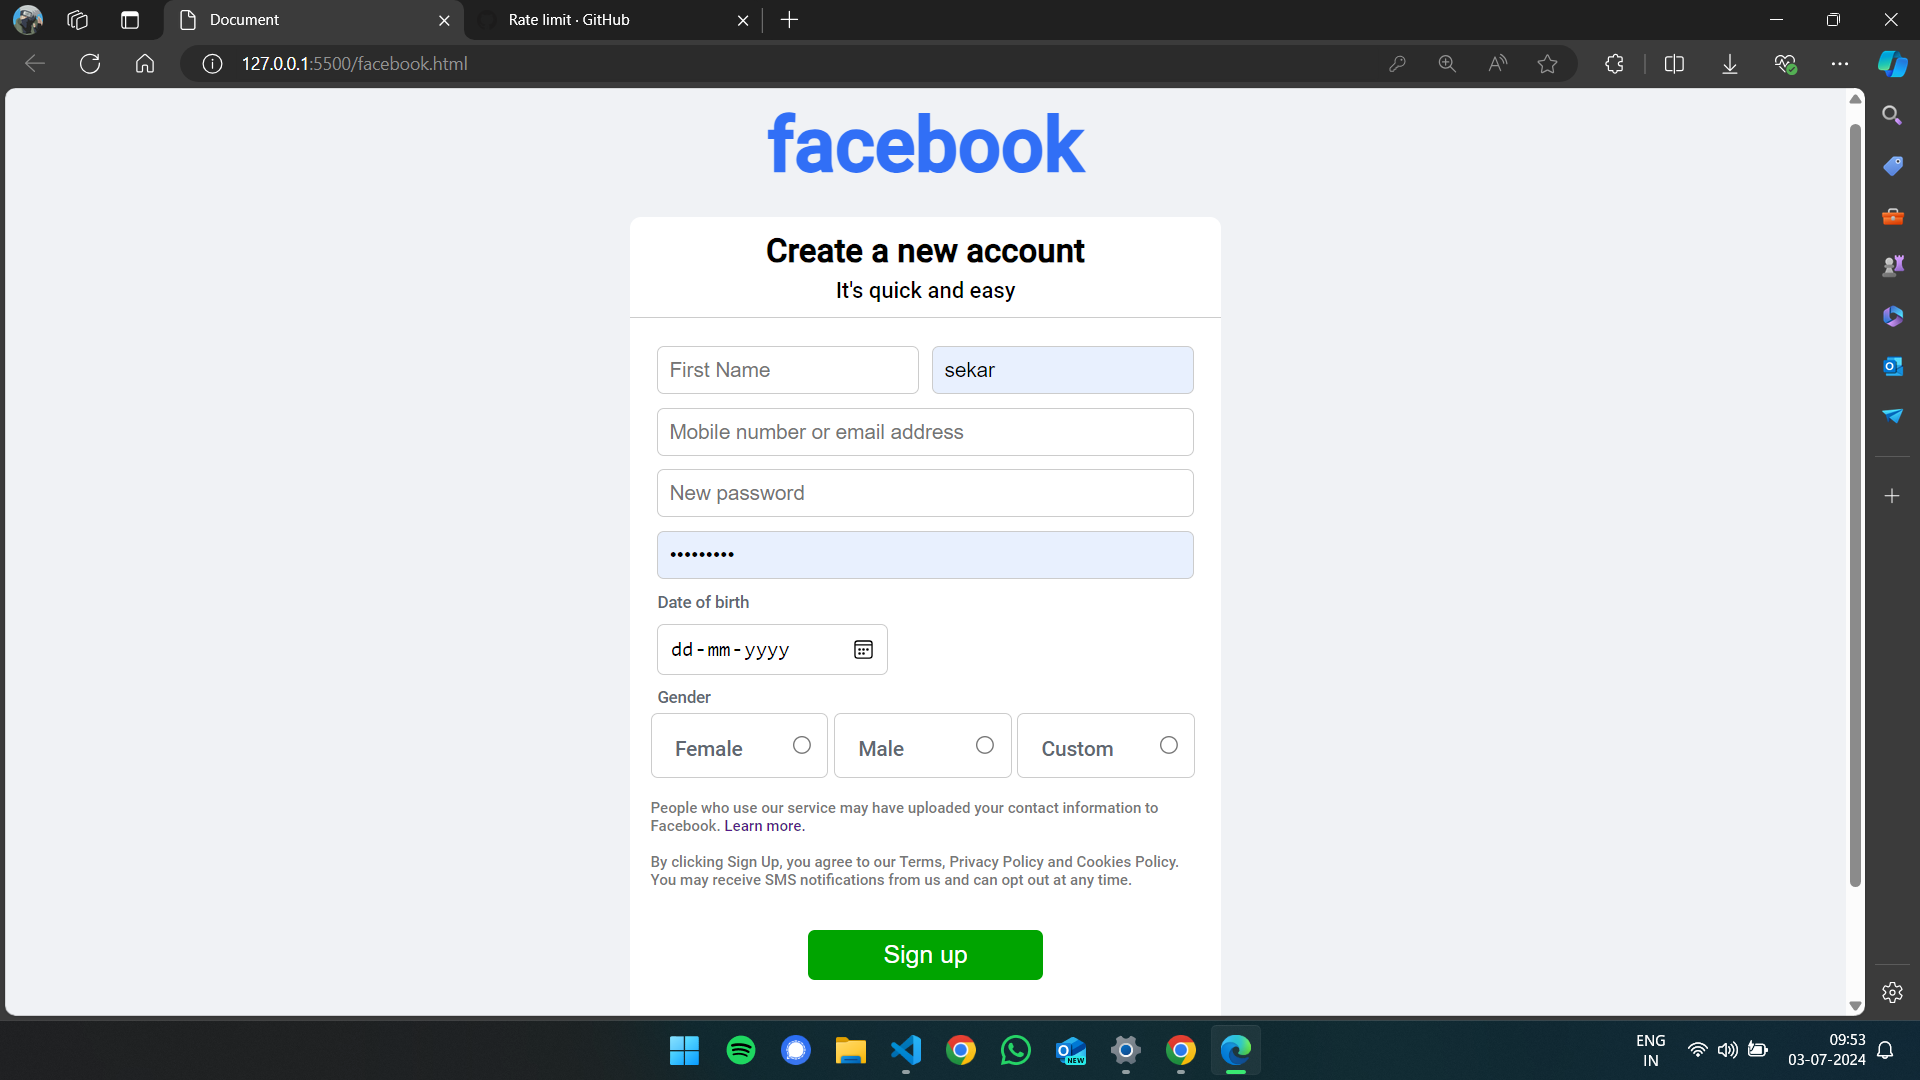 Document
Rate limit · GitHub
127.0.0.1:5500/facebook.html
facebook
Create a new account
It's quick and easy
First Name
sekar
Mobile number or email address
New password
•••••••••
Date of birth
dd-mm-yyyy
Gender
Female
Male
Custom
People who use our service may have uploaded your contact information to
Facebook. Learn more.
By clicking Sign Up, you agree to our Terms, Privacy Policy and Cookies Policy.
You may receive SMS notifications from us and can opt out at any time.
Sign up
NEW
ENG
IN
09:53
03-07-2024